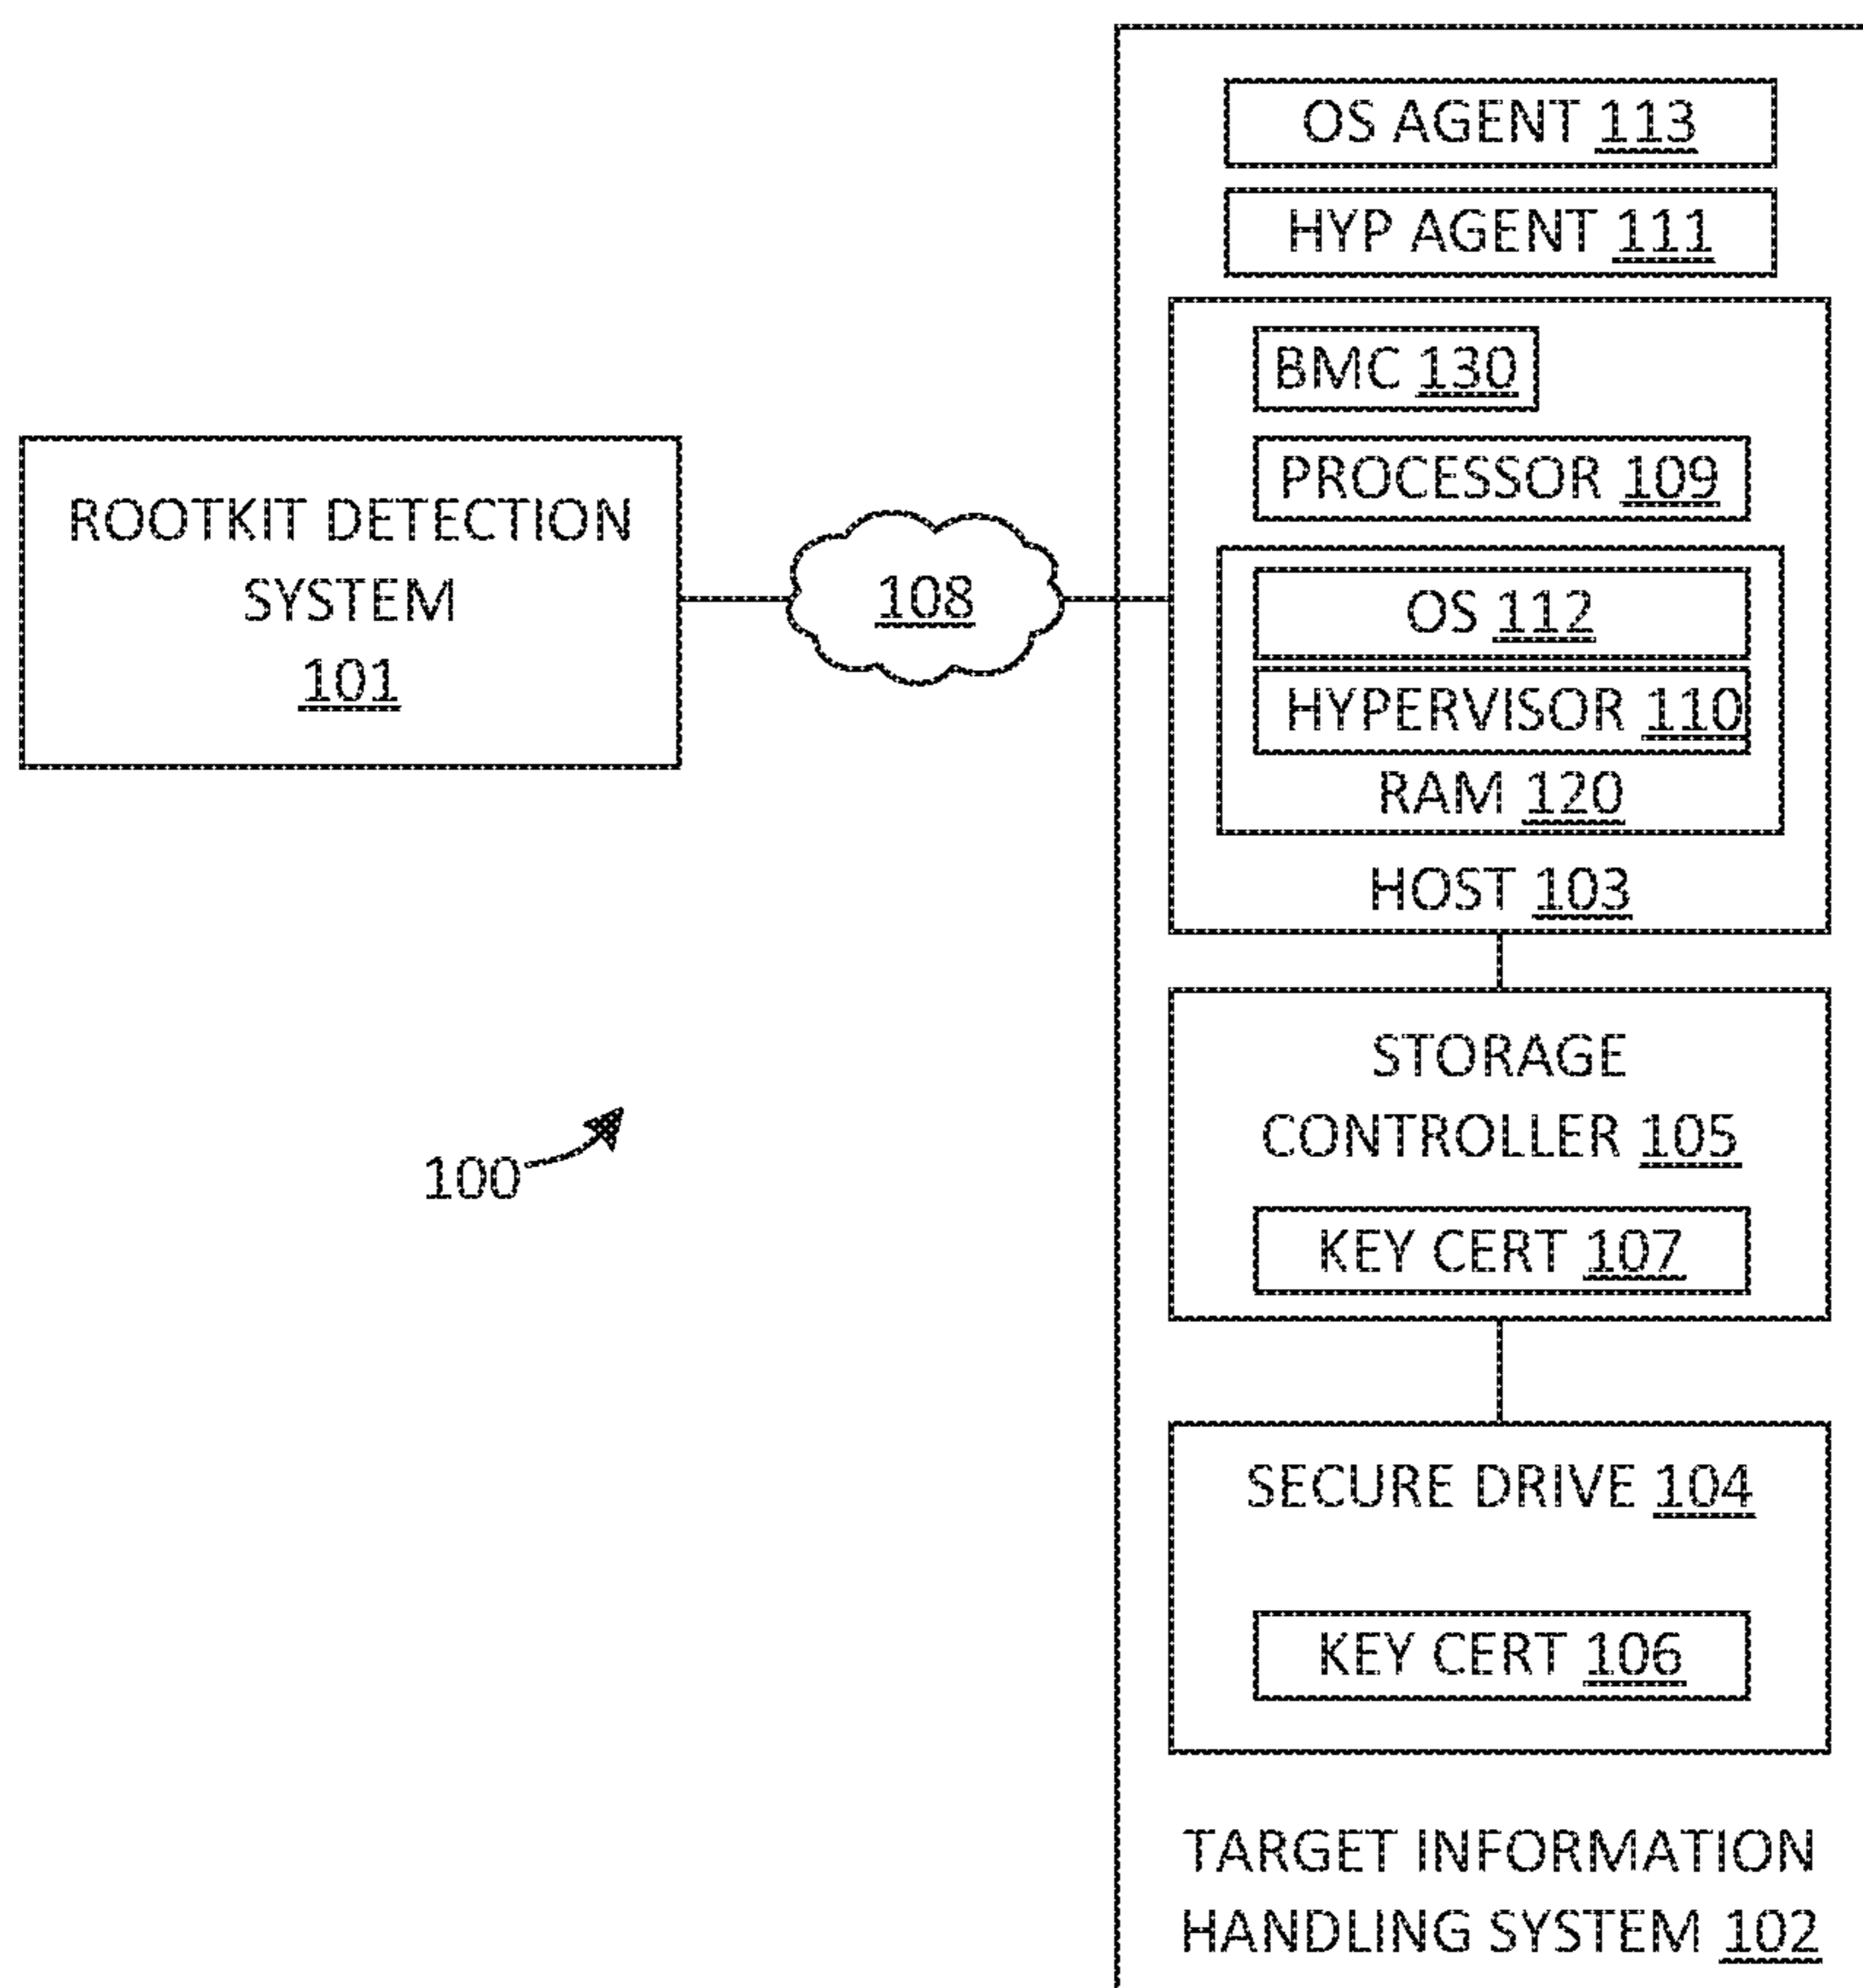 OS AGENT 113
HYP AGENT 111
BMC 130
PROCESSOR 109
ROOTKIT DETECTION
SYSTEM
101
108
OS 112
HYPERVISOR 110
RAM 120
HOST 103
STORAGE
CONTROLLER 105
100
KEY CERT 107
SECURE DRIVE 104
KEY CERT 106
TARGET INFORMATION
HANDLING SYSTEM 102